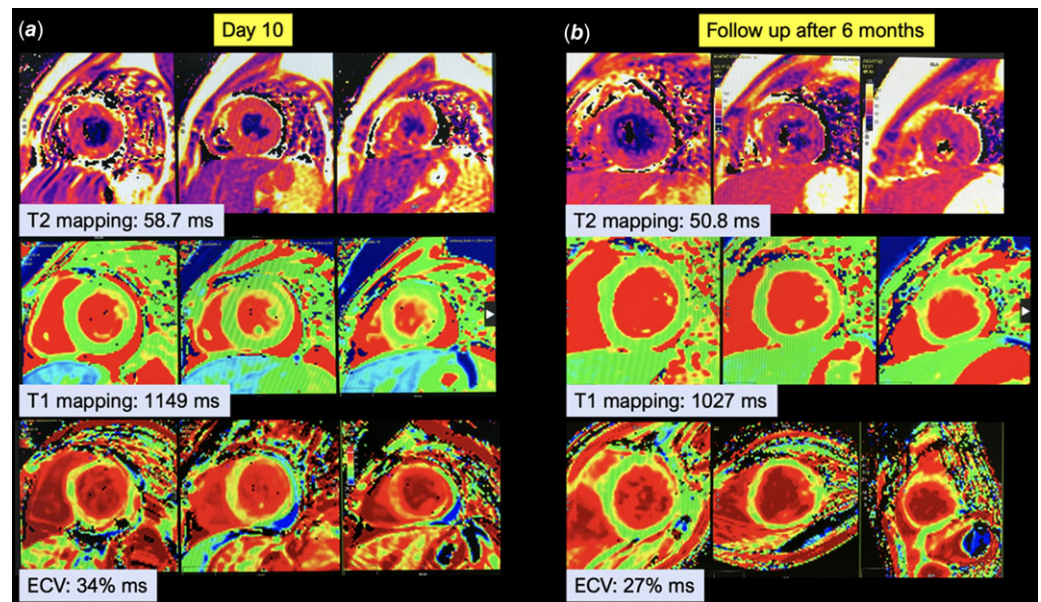 (a)
Day 10
(b)
Follow up after 6 months
T2 mapping: 58.7 ms
T2 mapping: 50.8 ms
T1 mapping: 1149 ms
T1 mapping: 1027 ms
ECV: 34% ms
ECV: 27% ms